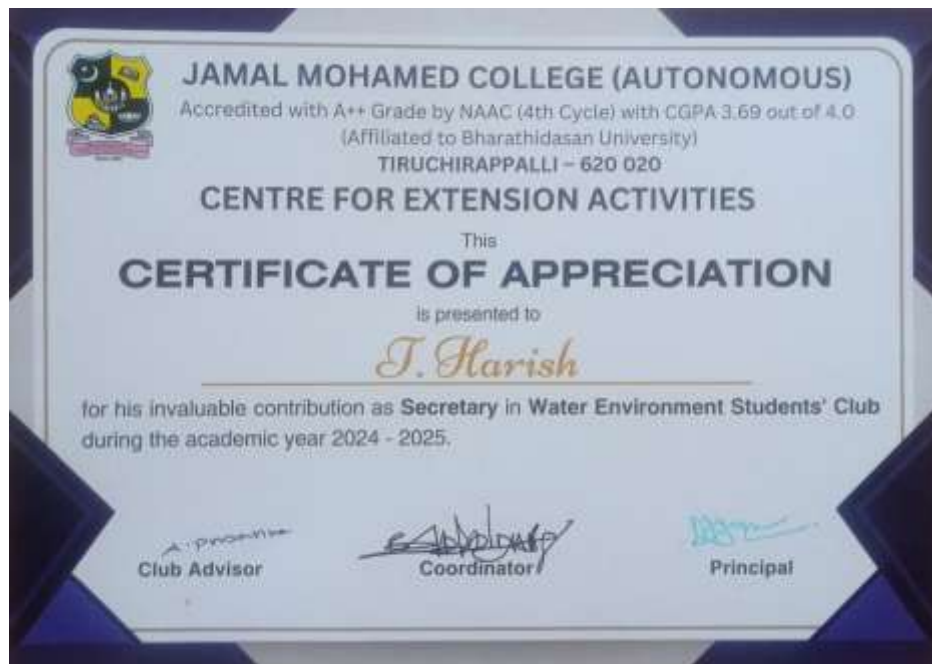 JAMAL MOHAMED COLLEGE (AUTONOMOUS)
Accredited with A++ Grade by NAAC (4th Cycle) with CGPA 3.69 out of 4.0
(Affiliated to Bharathidasan University)
TIRUCHIRAPPALLI – 620 020
CENTRE FOR EXTENSION ACTIVITIES
This
CERTIFICATE OF APPRECIATION
is presented to
T. Harish
for his invaluable contribution as Secretary in Water Environment Students' Club
during the academic year 2024 - 2025.
Club Advisor Coordinator Principal